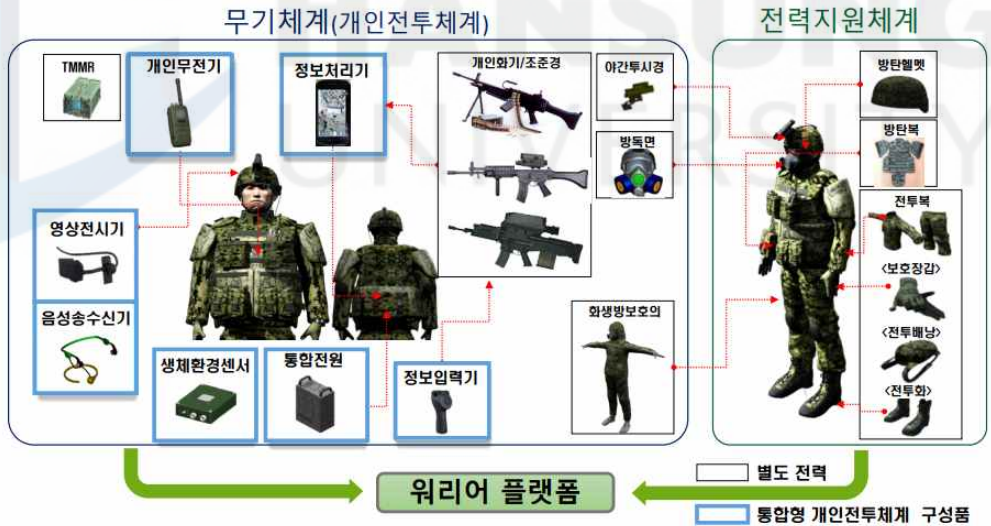 무기체계(개인전투체계)
전력지원체계
TMMR
개인무전기
정보처리기
개인화기/조준경
야간투시경
방독면
영상전시기
음성송수신기
생체환경센서
통합전원
정보입력기
화생방보호의
방탄헬멧
방탄복
전투복
<보호장갑>
<전투배낭>
<전투화>
워리어 플랫폼
별도 전력
통합형 개인전투체계 구성품
HANSUNG
UNIVERSITY